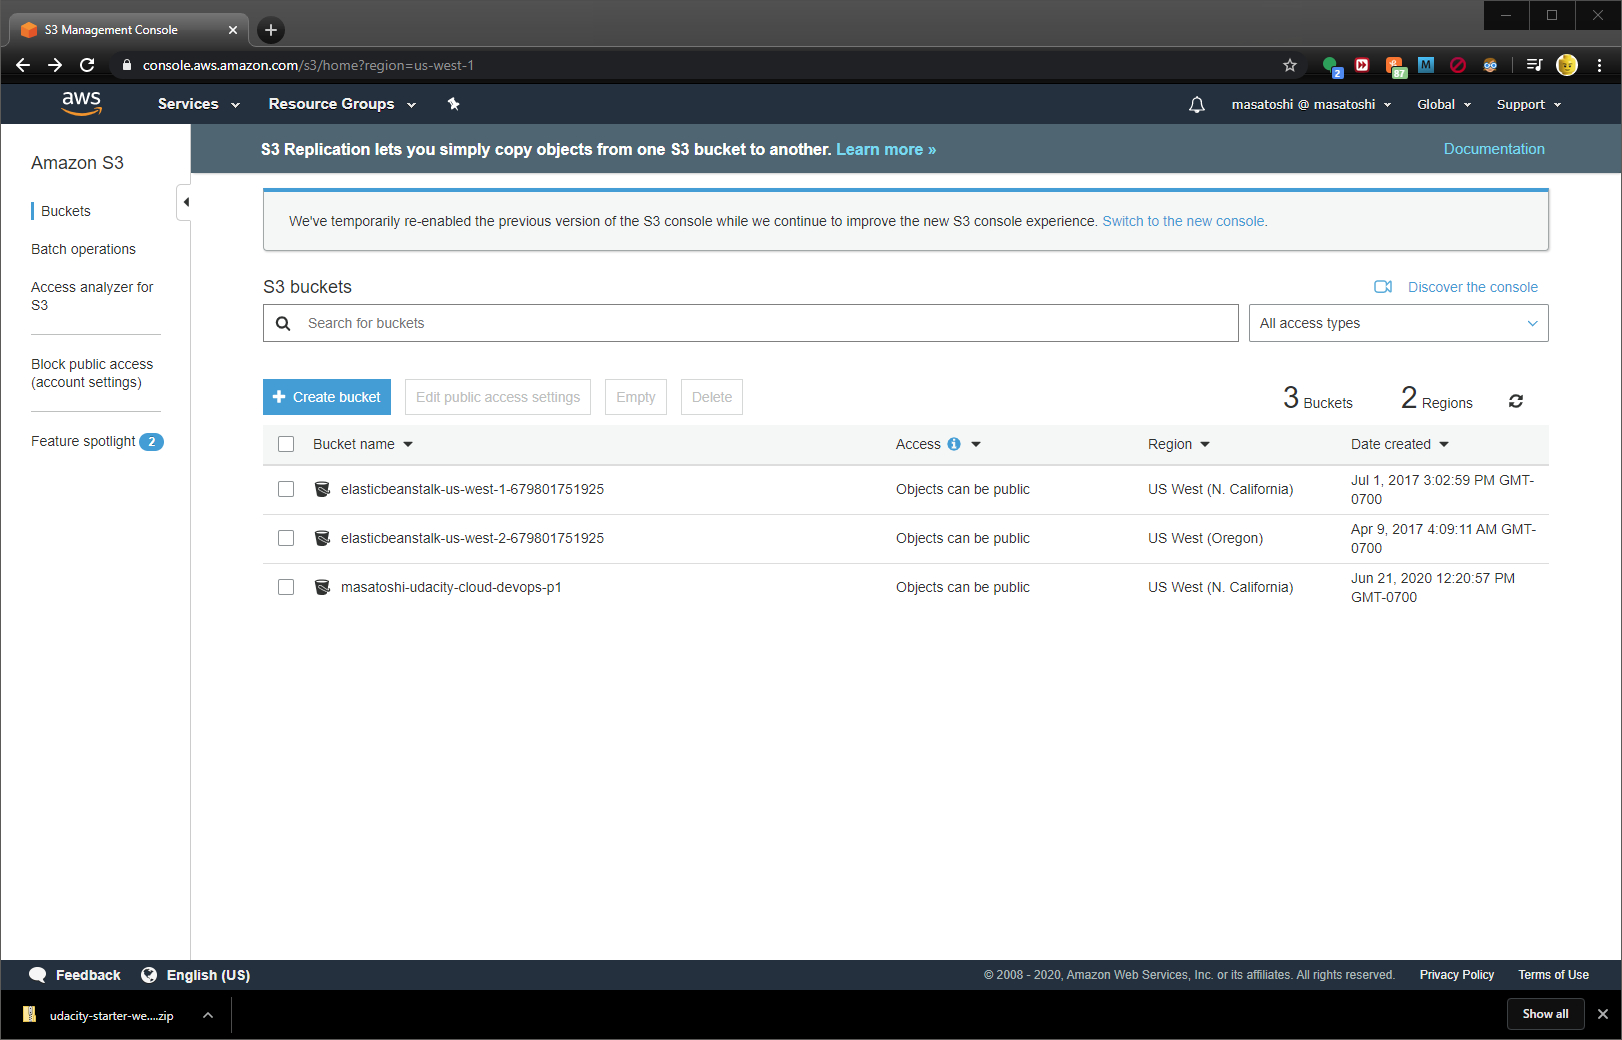 S3 Management Console
console.aws.amazon.com/s3/home?region=us-west-1
2
87
M
aws
Services
Resource Groups
masatoshi @ masatoshi
Global
Support
Amazon S3
Buckets
Batch operations
Access analyzer for
S3
Block public access
(account settings)
Feature spotlight 2
S3 Replication lets you simply copy objects from one S3 bucket to another. Learn more »
Documentation
We've temporarily re-enabled the previous version of the S3 console while we continue to improve the new S3 console experience. Switch to the new console.
S3 buckets
Discover the console
Search for buckets
All access types
Create bucket
Edit public access settings
Empty
Delete
3 Buckets
2 Regions
Bucket name
Access
Region
Date created
elasticbeanstalk-us-west-1-679801751925
Objects can be public
US West (N. California)
Jul 1, 2017 3:02:59 PM GMT-
0700
elasticbeanstalk-us-west-2-679801751925
Objects can be public
US West (Oregon)
Apr 9, 2017 4:09:11 AM GMT-
0700
masatoshi-udacity-cloud-devops-p1
Objects can be public
US West (N. California)
Jun 21, 2020 12:20:57 PM
GMT-0700
Feedback
English (US)
© 2008 - 2020, Amazon Web Services, Inc. or its affiliates. All rights reserved.
Privacy Policy
Terms of Use
udacity-starter-we....zip
Show all